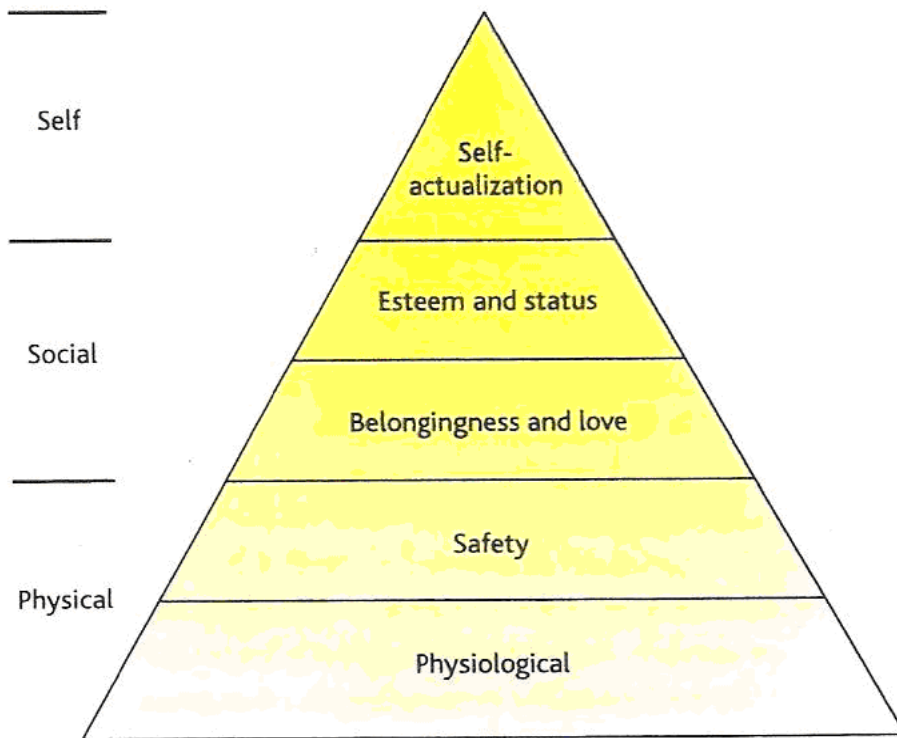 Self
Self-
actualization
Esteem and status
Social
Belongingness and love
Safety
Physical
Physiological